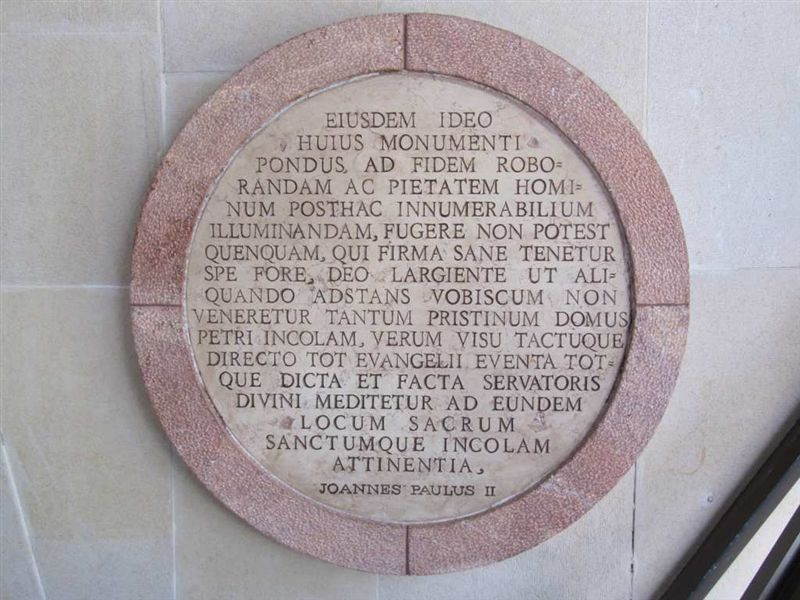 EIUSDEM IDEO
HUIUS MONUMENTI
PONDUS, AD FIDEM ROBO=
RANDAM AC PIETATEM HOMI=
NUM POSTHAC INNUMERABILIUM
ILLUMINANDAM, FUGERE NON POTEST
QUENQUAM, QUI FIRMA SANE TENETUR
SPE FORE, DEO LARGIENTE UT ALI=
QUANDO ADSTANS VOBISCUM NON
VENERETUR TANTUM PRISTINUM DOMUS
PETRI INCOLAM, VERUM VISU TACTUQUE
DIRECTO TOT EVANGELII EVENTA TOT=
QUE DICTA ET FACTA SERVATORIS
DIVINI MEDITETUR AD EUNDEM
LOCUM SACRUM
SANCTUMQUE INCOLAM
ATTINENTIA,
JOANNES PAULUS II